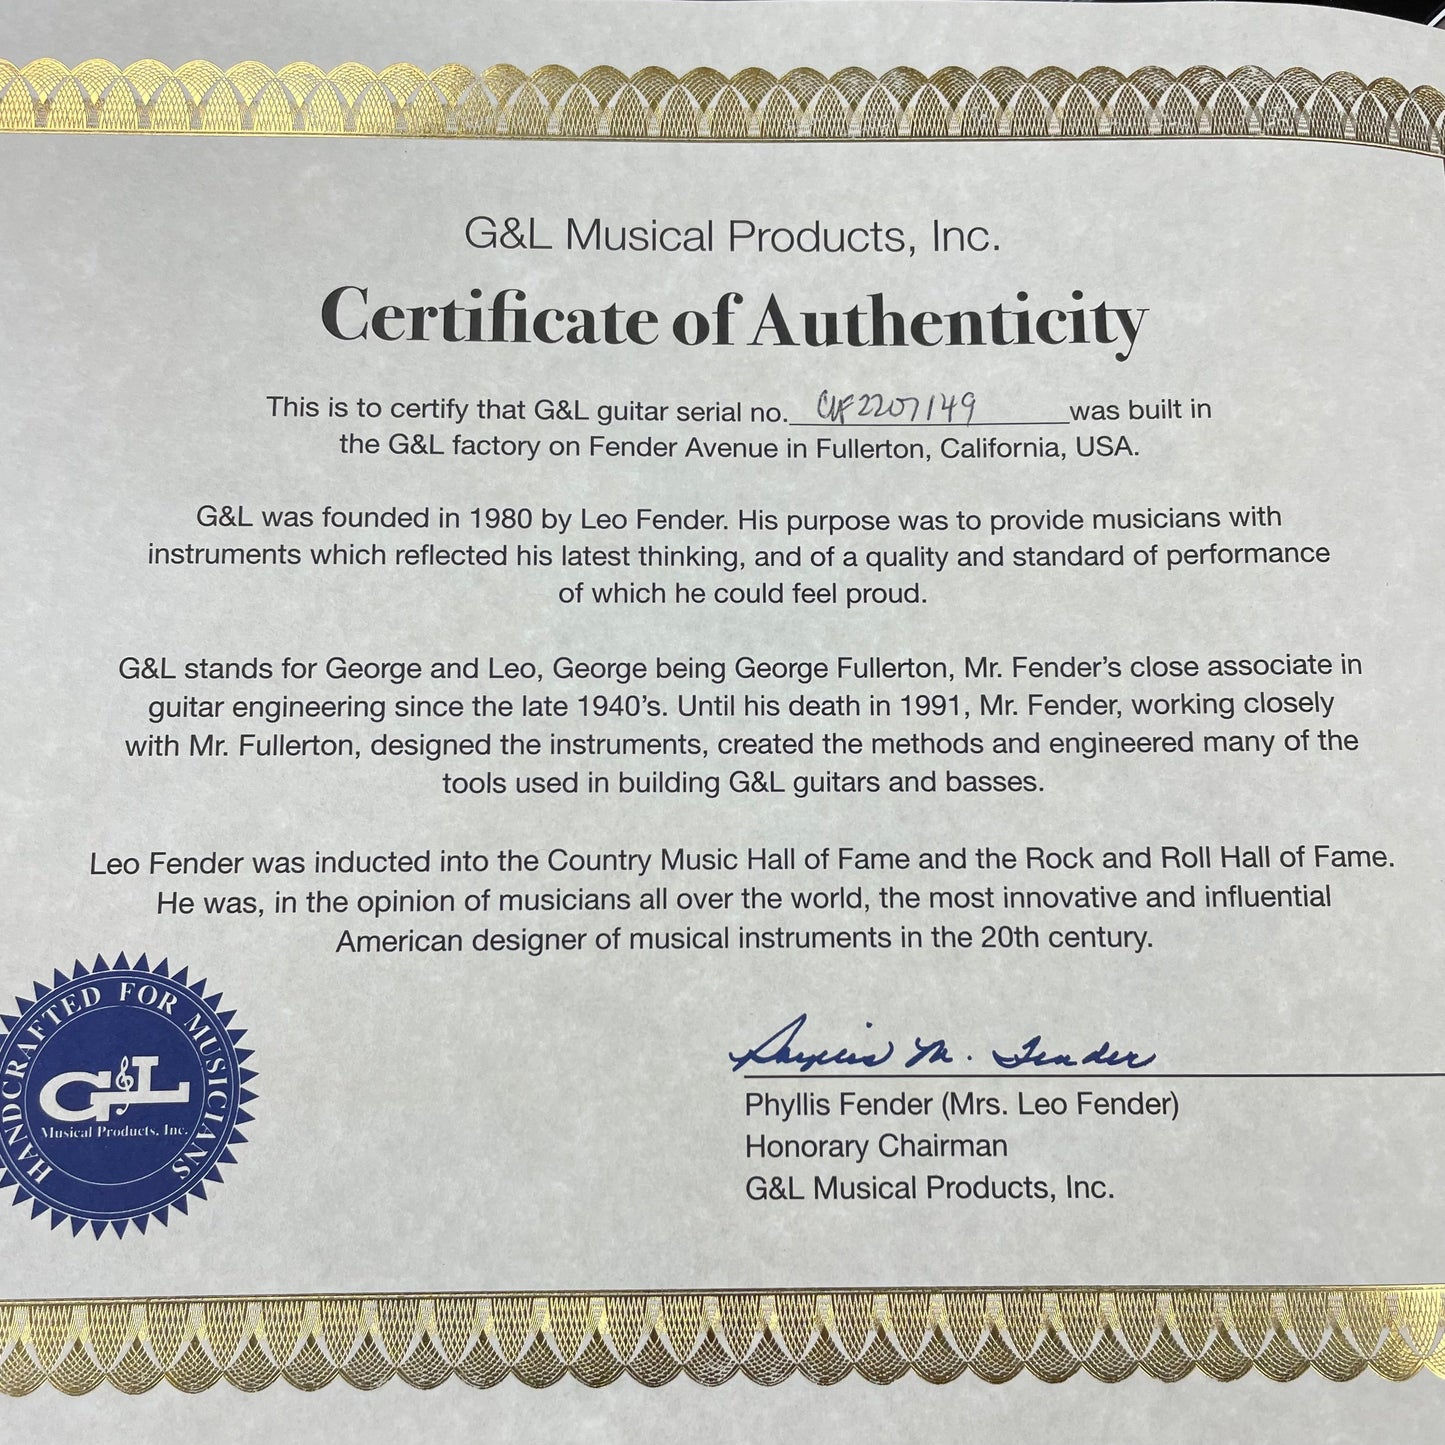 G&L Musical Products, Inc.
Certificate of Authenticity
This is to certify that G&L guitar serial no. CLF2207149 was built in
the G&L factory on Fender Avenue in Fullerton, California, USA.
G&L was founded in 1980 by Leo Fender. His purpose was to provide musicians with
instruments which reflected his latest thinking, and of a quality and standard of performance
of which he could feel proud.
G&L stands for George and Leo, George being George Fullerton, Mr. Fender's close associate in
guitar engineering since the late 1940's. Until his death in 1991, Mr. Fender, working closely
with Mr. Fullerton, designed the instruments, created the methods and engineered many of the
tools used in building G&L guitars and basses.
Leo Fender was inducted into the Country Music Hall of Fame and the Rock and Roll Hall of Fame.
He was, in the opinion of musicians all over the world, the most innovative and influential
American designer of musical instruments in the 20th century.
HANDCRAFTED FOR MUSICIANS
G&L
Musical Products, Inc.
Phyllis M. Fender
Phyllis Fender (Mrs. Leo Fender)
Honorary Chairman
G&L Musical Products, Inc.